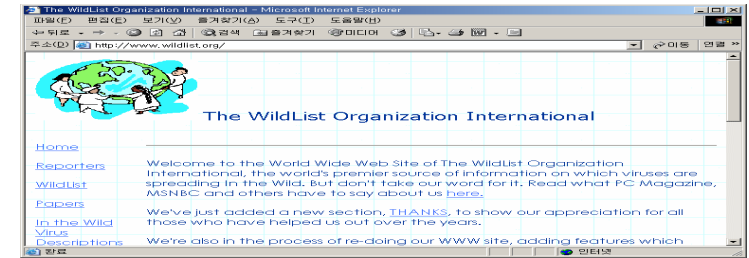 The WildList Organization International - Microsoft Internet Explorer
파일(F) 편집(E) 보기(V) 즐겨찾기(A) 도구(T) 도움말(H)
뒤로 검색 즐겨찾기 미디어
주소(D) http://www.wildlist.org/ 이동 연결 »
The WildList Organization International
Home
Reporters
WildList
Papers
In the Wild
Virus
Descriptions
Welcome to the World Wide Web Site of The WildList Organization
International, the world's premier source of information on which viruses are
spreading In the Wild. But don't take our word for it. Read what PC Magazine,
MSNBC and others have to say about us here.
We've just added a new section, THANKS, to show our appreciation for all
those who have helped us out over the years.
We're also in the process of re-doing our WWW site, adding features which
완료 인터넷